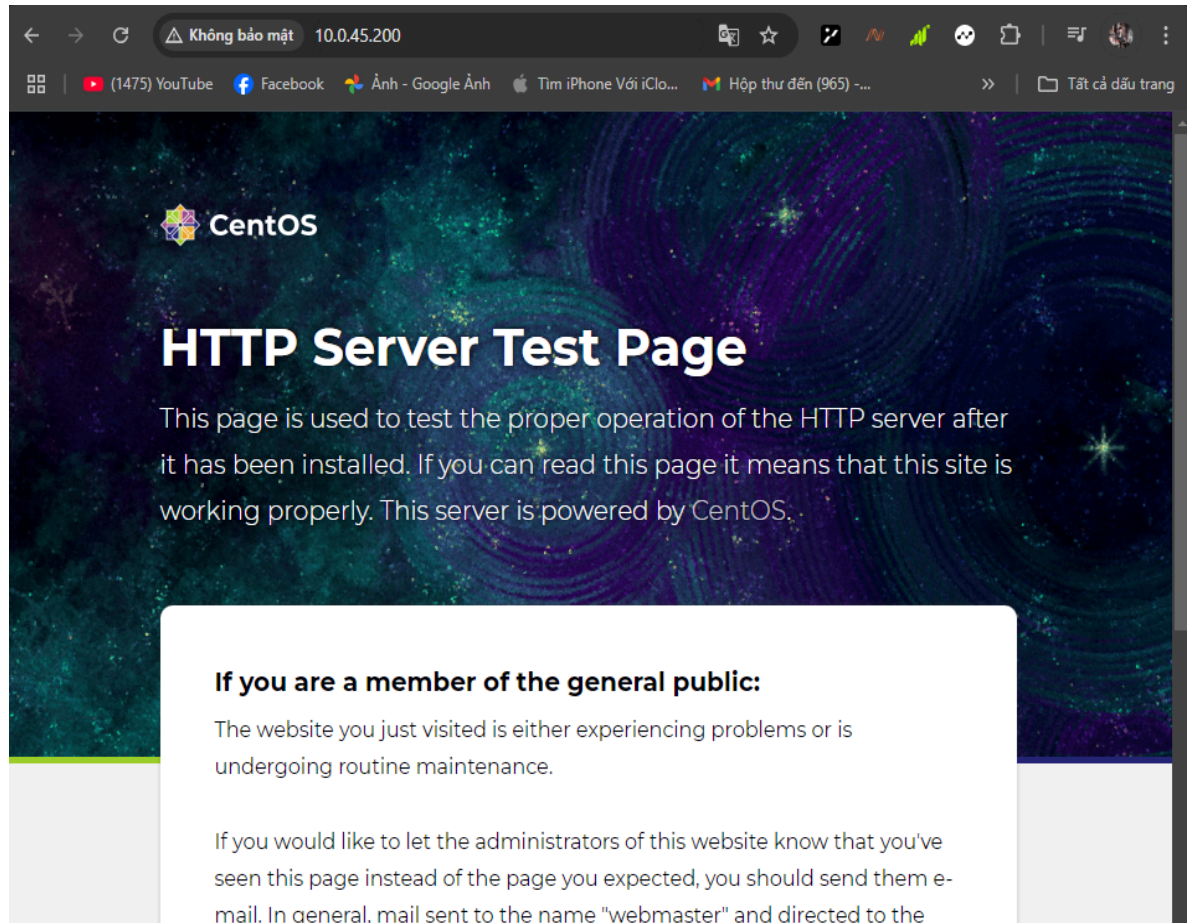 Không bảo mật 10.0.45.200
(1475) YouTube Facebook Ảnh - Google Ảnh Tìm iPhone Với iClo... Hộp thư đến (965) -... » Tất cả dấu trang
CentOS
HTTP Server Test Page
This page is used to test the proper operation of the HTTP server after
it has been installed. If you can read this page it means that this site is
working properly. This server is powered by CentOS.
If you are a member of the general public:
The website you just visited is either experiencing problems or is
undergoing routine maintenance.
If you would like to let the administrators of this website know that you've
seen this page instead of the page you expected, you should send them e-
mail. In general, mail sent to the name "webmaster" and directed to the